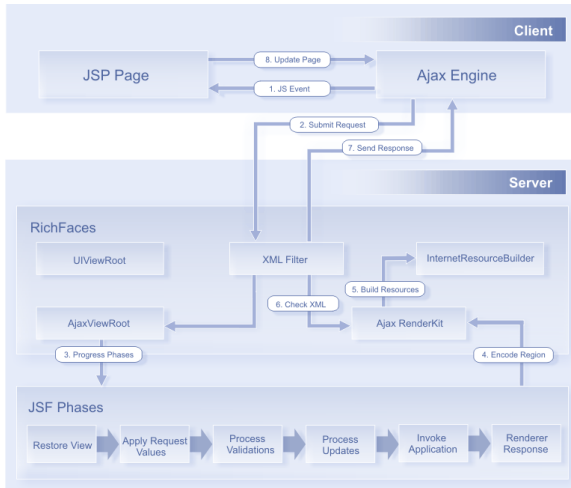 Client
JSP Page
8. Update Page
1. JS Event
Ajax Engine
2. Submit Request
7. Send Response
Server
RichFaces
UIViewRoot
XML Filter
InternetResourceBuilder
5. Build Resources
6. Check XML
AjaxViewRoot
Ajax RenderKit
3. Progress Phases
4. Encode Region
JSF Phases
Restore View
Apply Request
Values
Process
Validations
Process
Updates
Invoke
Application
Renderer
Response